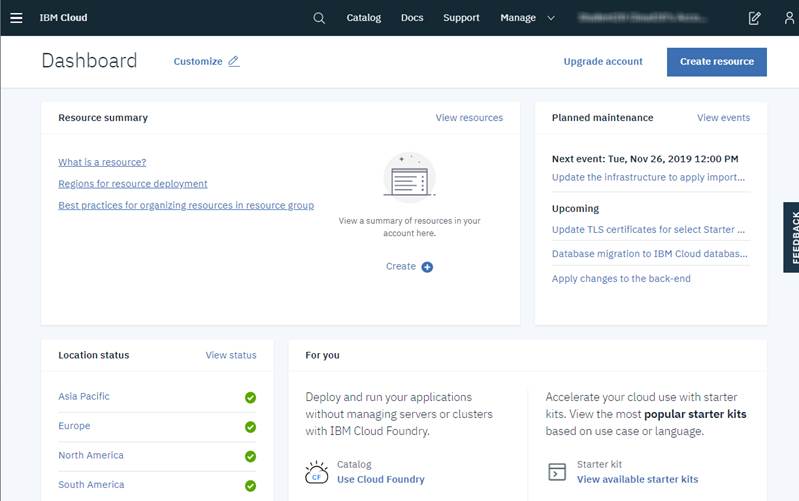 IBM Cloud
Catalog
Docs
Support
Manage
Dashboard
Customize
Upgrade account
Create resource
Resource summary
View resources
What is a resource?
Regions for resource deployment
Best practices for organizing resources in resource group
View a summary of resources in your
account here.
Create
Planned maintenance
View events
Next event: Tue, Nov 26, 2019 12:00 PM
Update the infrastructure to apply import...
Upcoming
Update TLS certificates for select Starter ...
Database migration to IBM Cloud databas...
Apply changes to the back-end
FEEDBACK
Location status
View status
Asia Pacific
Europe
North America
South America
For you
Deploy and run your applications
without managing servers or clusters
with IBM Cloud Foundry.
CF
Catalog
Use Cloud Foundry
Accelerate your cloud use with starter
kits. View the most popular starter kits
based on use case or language.
Starter kit
View available starter kits